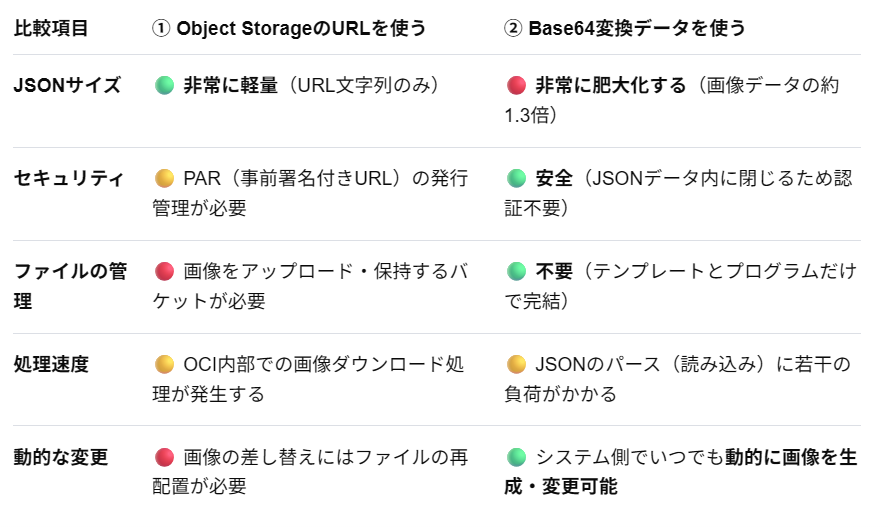 比較項目 ① Object StorageのURLを使う ② Base64変換データを使う
JSONサイズ 🟢 非常に軽量（URL文字列のみ） 🔴 非常に肥大化する（画像データの約
1.3倍）
セキュリティ 🟡 PAR（事前署名付きURL）の発行 🟢 安全（JSONデータ内に閉じるため認
管理が必要 証不要）
ファイルの管 🔴 画像をアップロード・保持するバ 🟢 不要（テンプレートとプログラムだけ
理 ケットが必要 で完結）
処理速度 🟡 OCI内部での画像ダウンロード処 🟡 JSONのパース（読み込み）に若干の
理が発生する 負荷がかかる
動的な変更 🔴 画像の差し替えにはファイルの再 🟢 システム側でいつでも動的に画像を生
配置が必要 成・変更可能